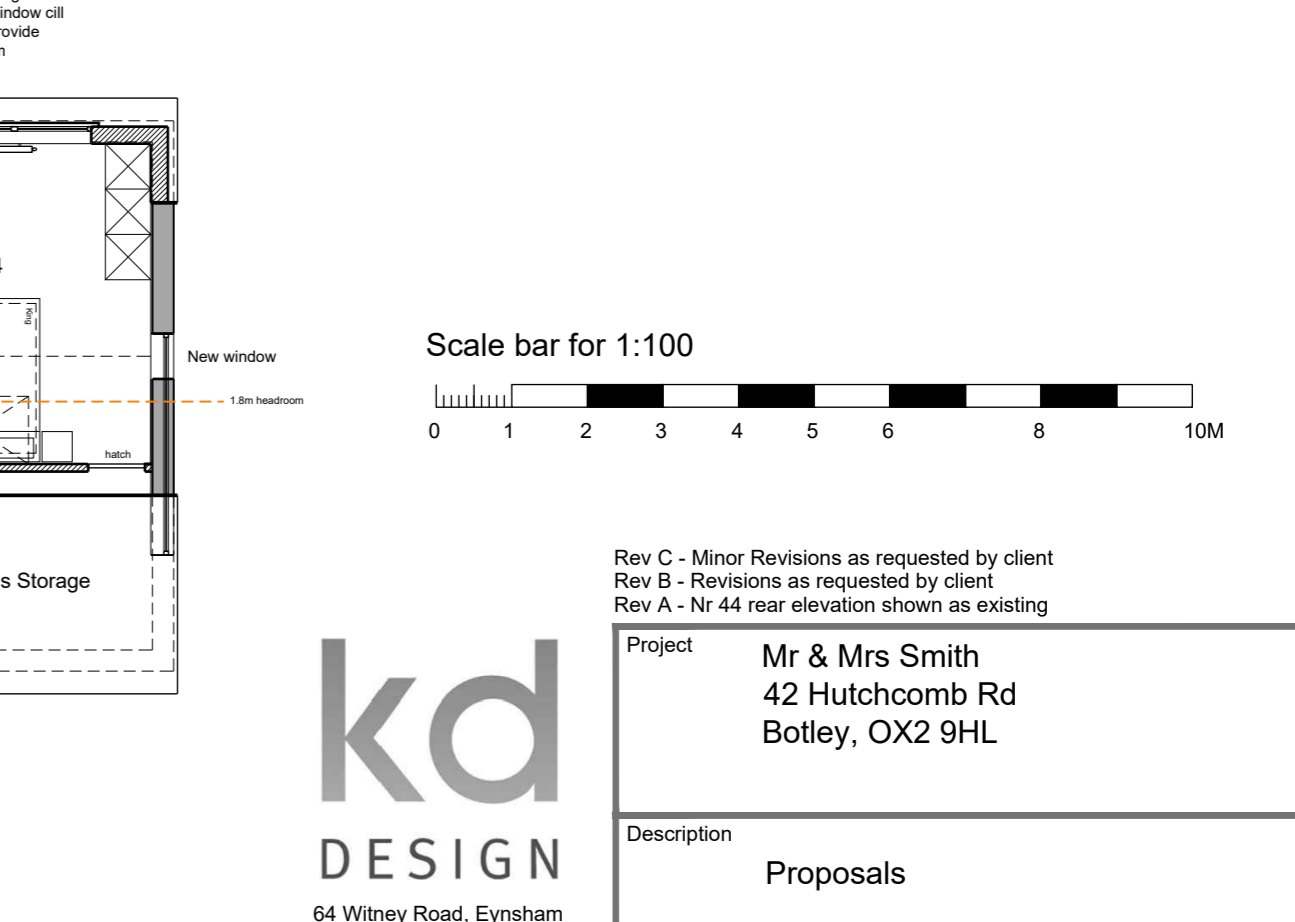 indow cill
rovide
4
King
New window
1.8m headroom
hatch
s Storage
Scale bar for 1:100
0 1 2 3 4 5 6 8 10M
Rev C - Minor Revisions as requested by client
Rev B - Revisions as requested by client
Rev A - Nr 44 rear elevation shown as existing
kd
DESIGN
64 Witney Road, Eynsham
Project
Mr & Mrs Smith
42 Hutchcomb Rd
Botley, OX2 9HL
Description
Proposals